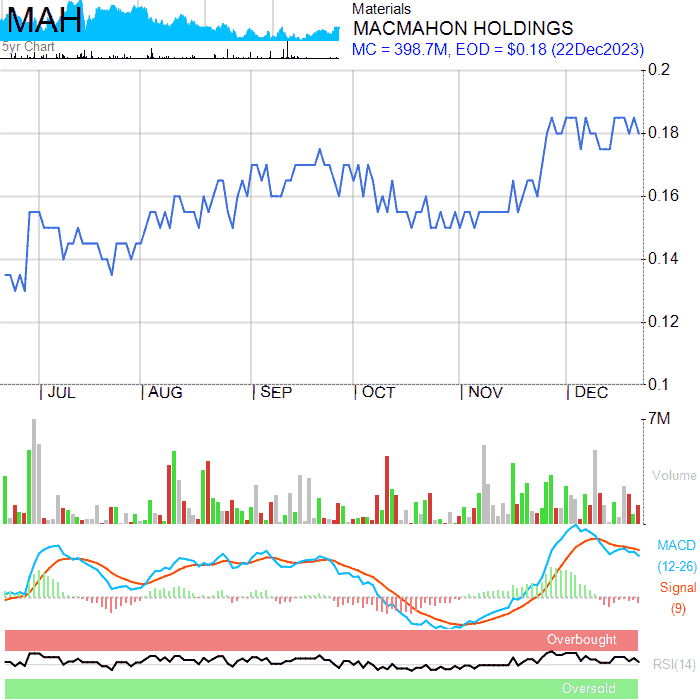 MAH
5yr Chart
Materials
MACMAHON HOLDINGS
MC = 398.7M, EOD = $0.18 (22Dec2023)
0.2
0.18
0.16
0.14
0.12
0.1
JUL AUG SEP OCT NOV DEC
7M
Volume
MACD
(12-26)
Signal
(9)
Overbought
RSI(14)
Oversold